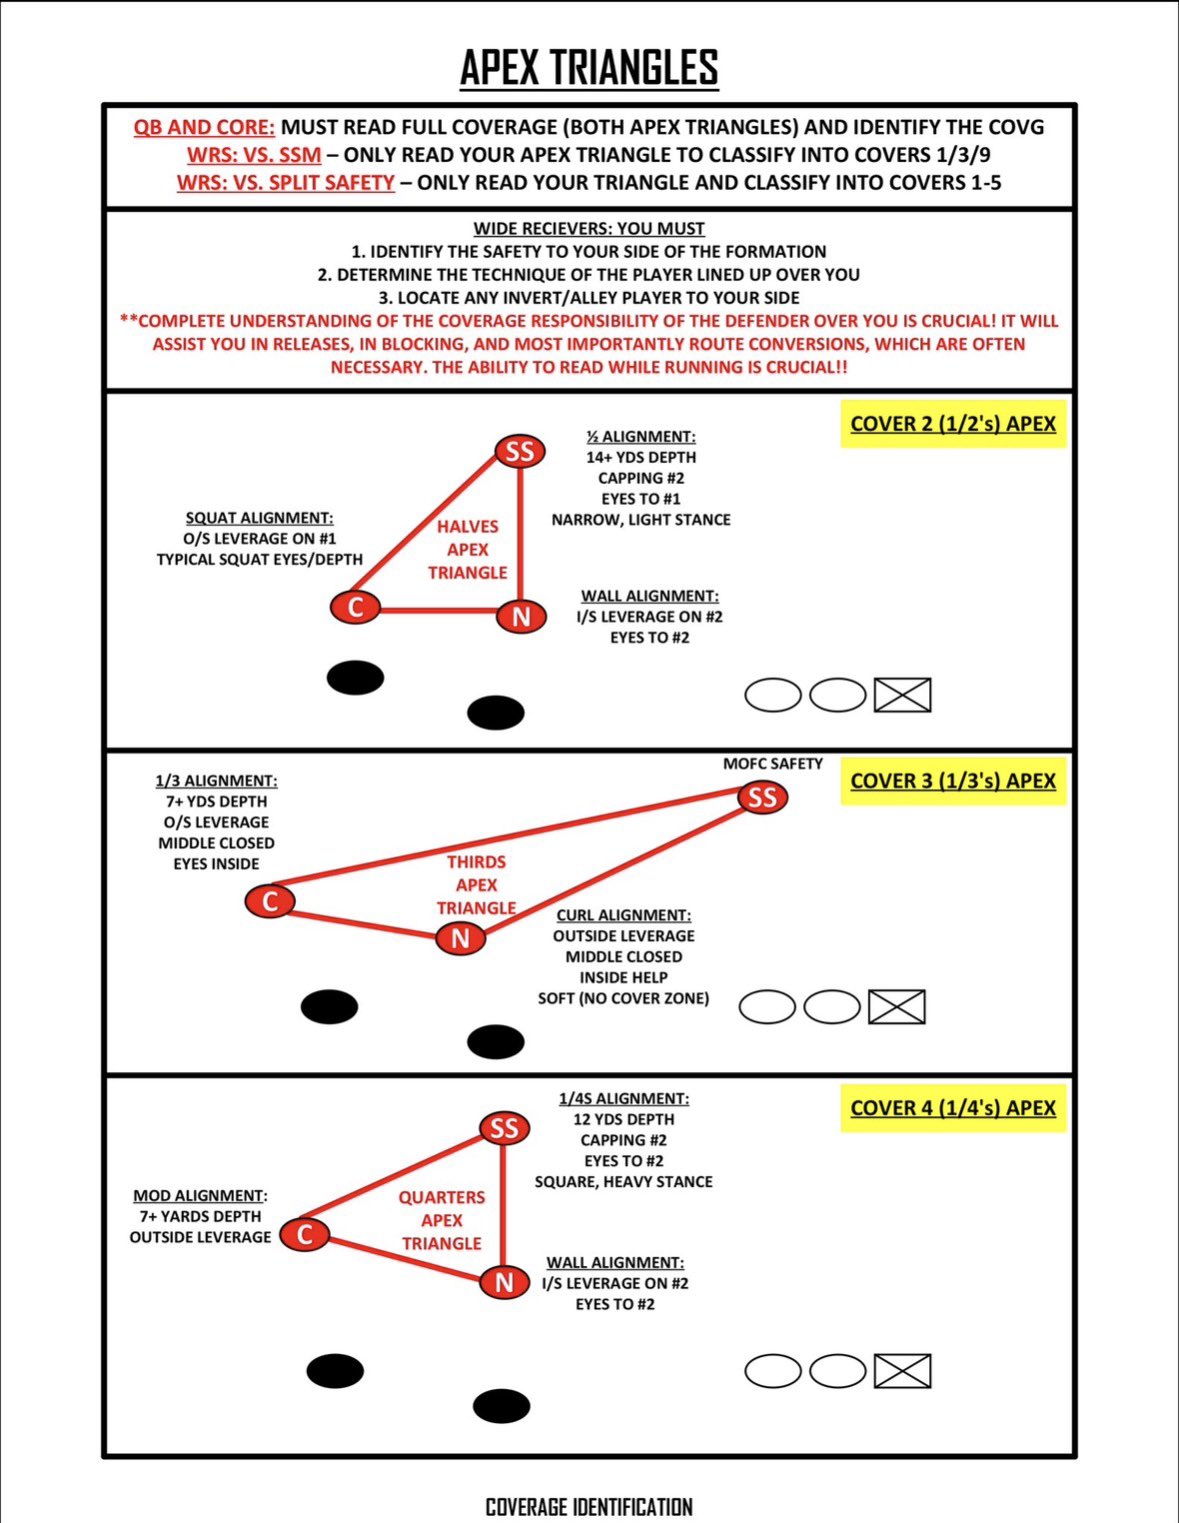 APEX TRIANGLES
QB AND CORE: MUST READ FULL COVERAGE (BOTH APEX TRIANGLES) AND IDENTIFY THE COVG
WRS: VS. SSM – ONLY READ YOUR APEX TRIANGLE TO CLASSIFY INTO COVERS 1/3/9
WRS: VS. SPLIT SAFETY – ONLY READ YOUR TRIANGLE AND CLASSIFY INTO COVERS 1-5
WIDE RECIEVERS: YOU MUST
1. IDENTIFY THE SAFETY TO YOUR SIDE OF THE FORMATION
2. DETERMINE THE TECHNIQUE OF THE PLAYER LINED UP OVER YOU
3. LOCATE ANY INVERT/ALLEY PLAYER TO YOUR SIDE
**COMPLETE UNDERSTANDING OF THE COVERAGE RESPONSIBILITY OF THE DEFENDER OVER YOU IS CRUCIAL! IT WILL
ASSIST YOU IN RELEASES, IN BLOCKING, AND MOST IMPORTANTLY ROUTE CONVERSIONS, WHICH ARE OFTEN
NECESSARY. THE ABILITY TO READ WHILE RUNNING IS CRUCIAL!!
COVER 2 (1/2's) APEX
SS
½ ALIGNMENT:
14+ YDS DEPTH
CAPPING #2
EYES TO #1
NARROW, LIGHT STANCE
SQUAT ALIGNMENT:
O/S LEVERAGE ON #1
TYPICAL SQUAT EYES/DEPTH
HALVES
APEX
TRIANGLE
C
N
WALL ALIGNMENT:
I/S LEVERAGE ON #2
EYES TO #2
COVER 3 (1/3's) APEX
MOFC SAFETY
SS
1/3 ALIGNMENT:
7+ YDS DEPTH
O/S LEVERAGE
MIDDLE CLOSED
EYES INSIDE
THIRDS
APEX
TRIANGLE
C
N
CURL ALIGNMENT:
OUTSIDE LEVERAGE
MIDDLE CLOSED
INSIDE HELP
SOFT (NO COVER ZONE)
COVER 4 (1/4's) APEX
SS
1/4S ALIGNMENT:
12 YDS DEPTH
CAPPING #2
EYES TO #2
SQUARE, HEAVY STANCE
MOD ALIGNMENT:
7+ YARDS DEPTH
OUTSIDE LEVERAGE
QUARTERS
APEX
TRIANGLE
C
N
WALL ALIGNMENT:
I/S LEVERAGE ON #2
EYES TO #2
COVERAGE IDENTIFICATION